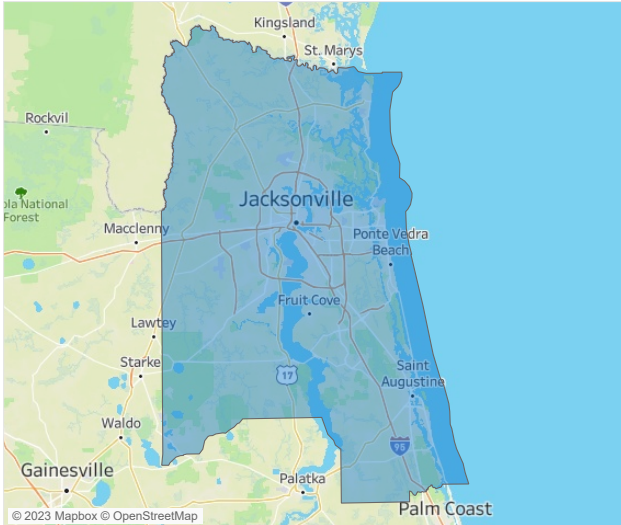 Kingsland
St. Marys
Rockvil
ola National
Forest
Jacksonville
Macclenny
Ponte Vedra
Beach
Fruit Cove
Lawtey
Starke
17
Saint
Augustine
Waldo
95
Gainesville
Palatka
Palm Coast
© 2023 Mapbox © OpenStreetMap